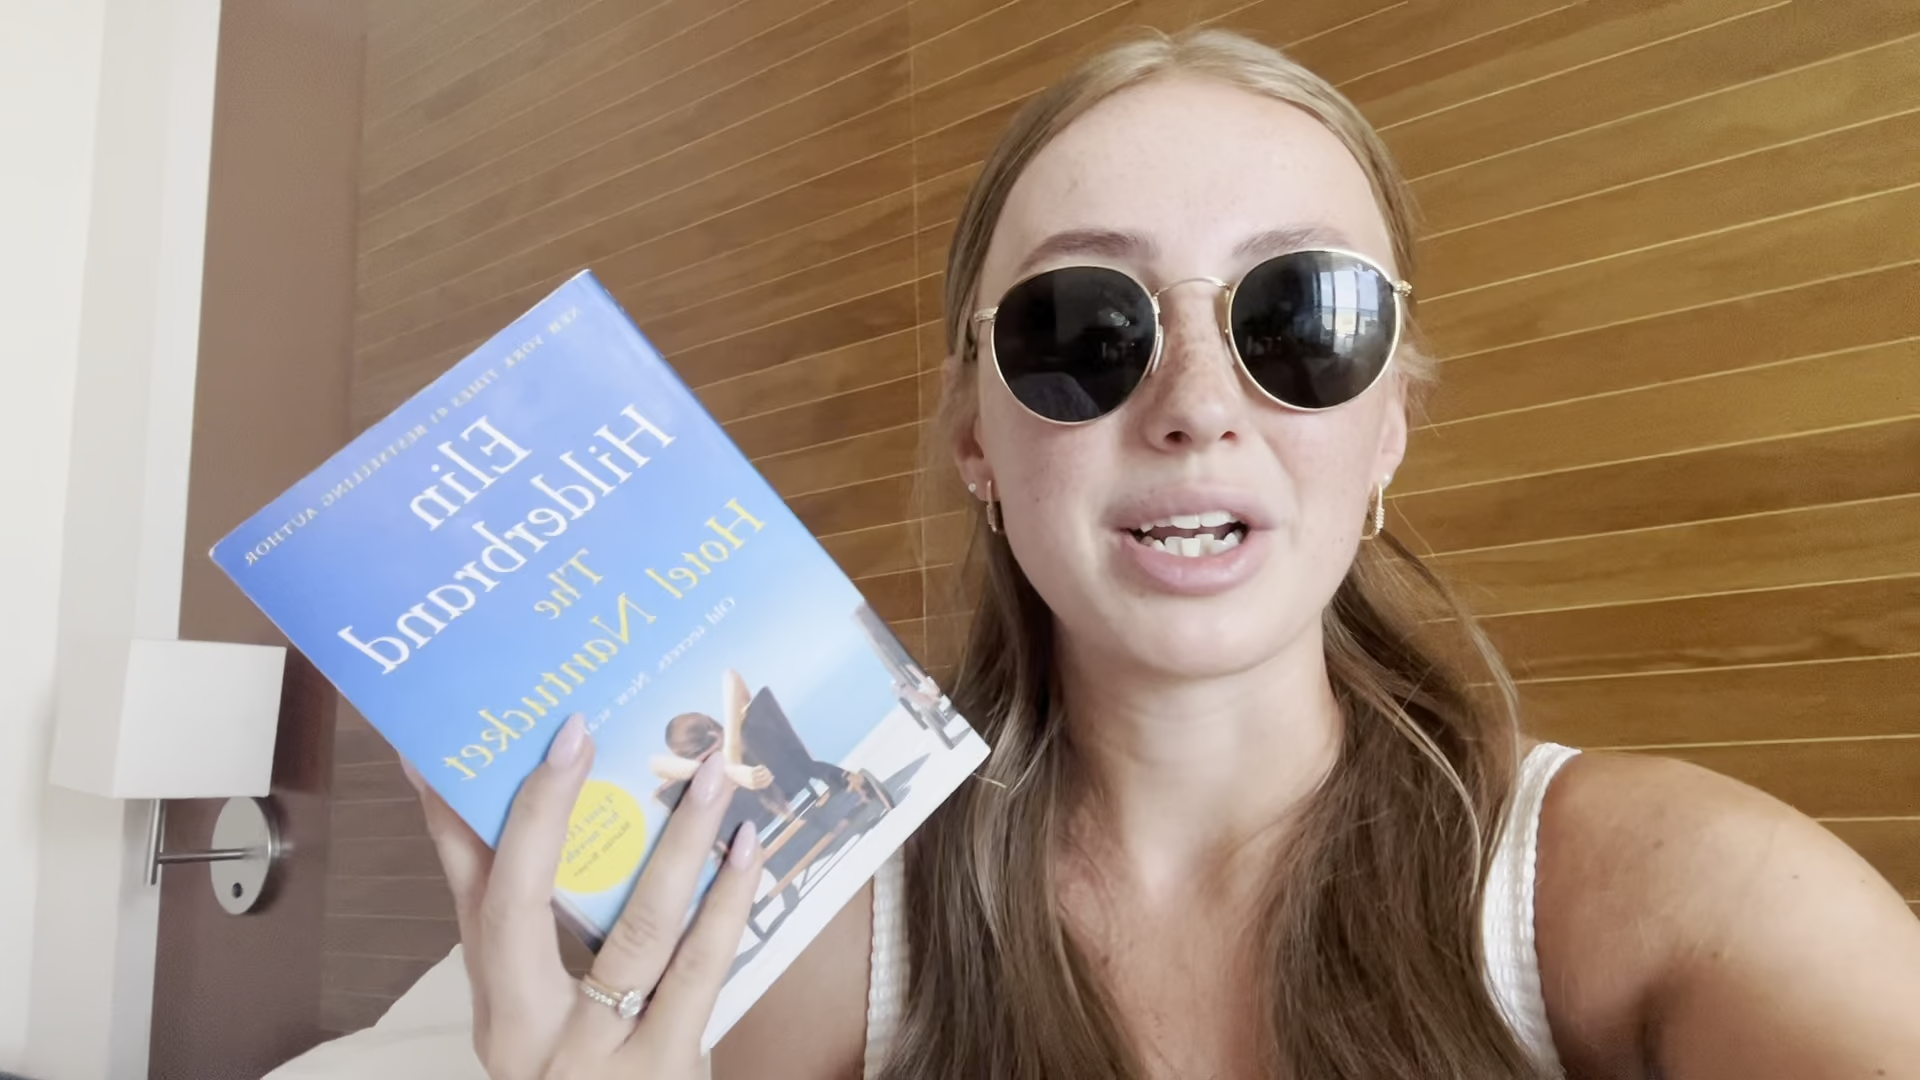 NEW YORK TIMES #1 BESTSELLING AUTHOR
Elin
Hilderbrand
The
Hotel Nantucket
Old secrets. New